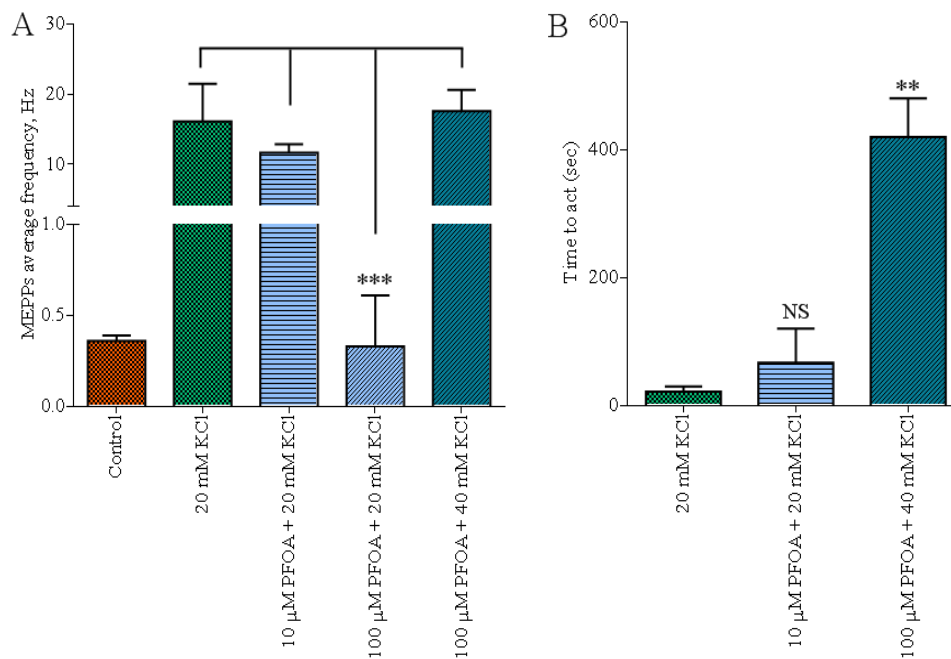 A
MEPPs average frequency, Hz
30
20
10
1.0
0.5
0.0
***
Control
20 mM KCl
10 µM PFOA + 20 mM KCl
100 µM PFOA + 20 mM KCl
100 µM PFOA + 40 mM KCl
B
Time to act (sec)
600
400
200
0
NS
**
20 mM KCl
10 µM PFOA + 20 mM KCl
100 µM PFOA + 40 mM KCl